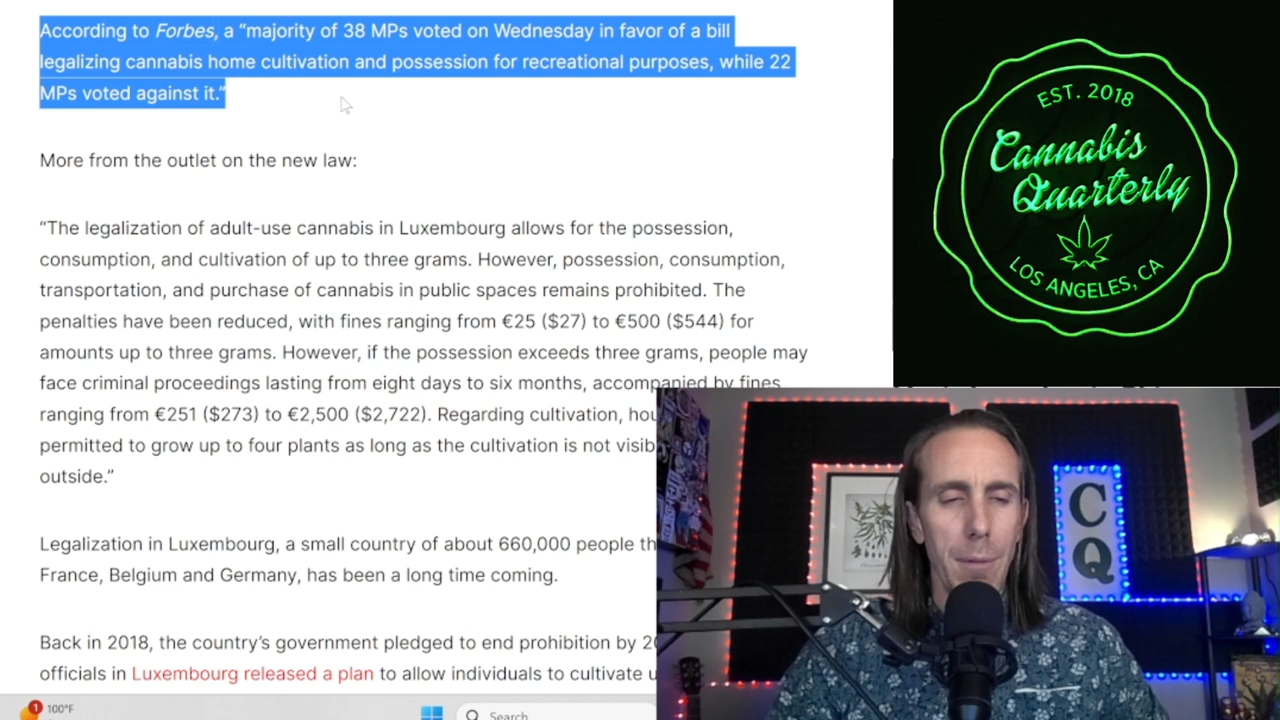 According to Forbes, a “majority of 38 MPs voted on Wednesday in favor of a bill
legalizing cannabis home cultivation and possession for recreational purposes, while 22
MPs voted against it.”
More from the outlet on the new law:
“The legalization of adult-use cannabis in Luxembourg allows for the possession,
consumption, and cultivation of up to three grams. However, possession, consumption,
transportation, and purchase of cannabis in public spaces remains prohibited. The
penalties have been reduced, with fines ranging from €25 ($27) to €500 ($544) for
amounts up to three grams. However, if the possession exceeds three grams, people may
face criminal proceedings lasting from eight days to six months, accompanied by fines
ranging from €251 ($273) to €2,500 ($2,722). Regarding cultivation, hou
permitted to grow up to four plants as long as the cultivation is not visib
outside.”
Legalization in Luxembourg, a small country of about 660,000 people th
France, Belgium and Germany, has been a long time coming.
Back in 2018, the country’s government pledged to end prohibition by 20
officials in Luxembourg released a plan to allow individuals to cultivate u
1
100°F
Search
EST. 2018
Cannabis
Quarterly
LOS ANGELES, CA
C
Q